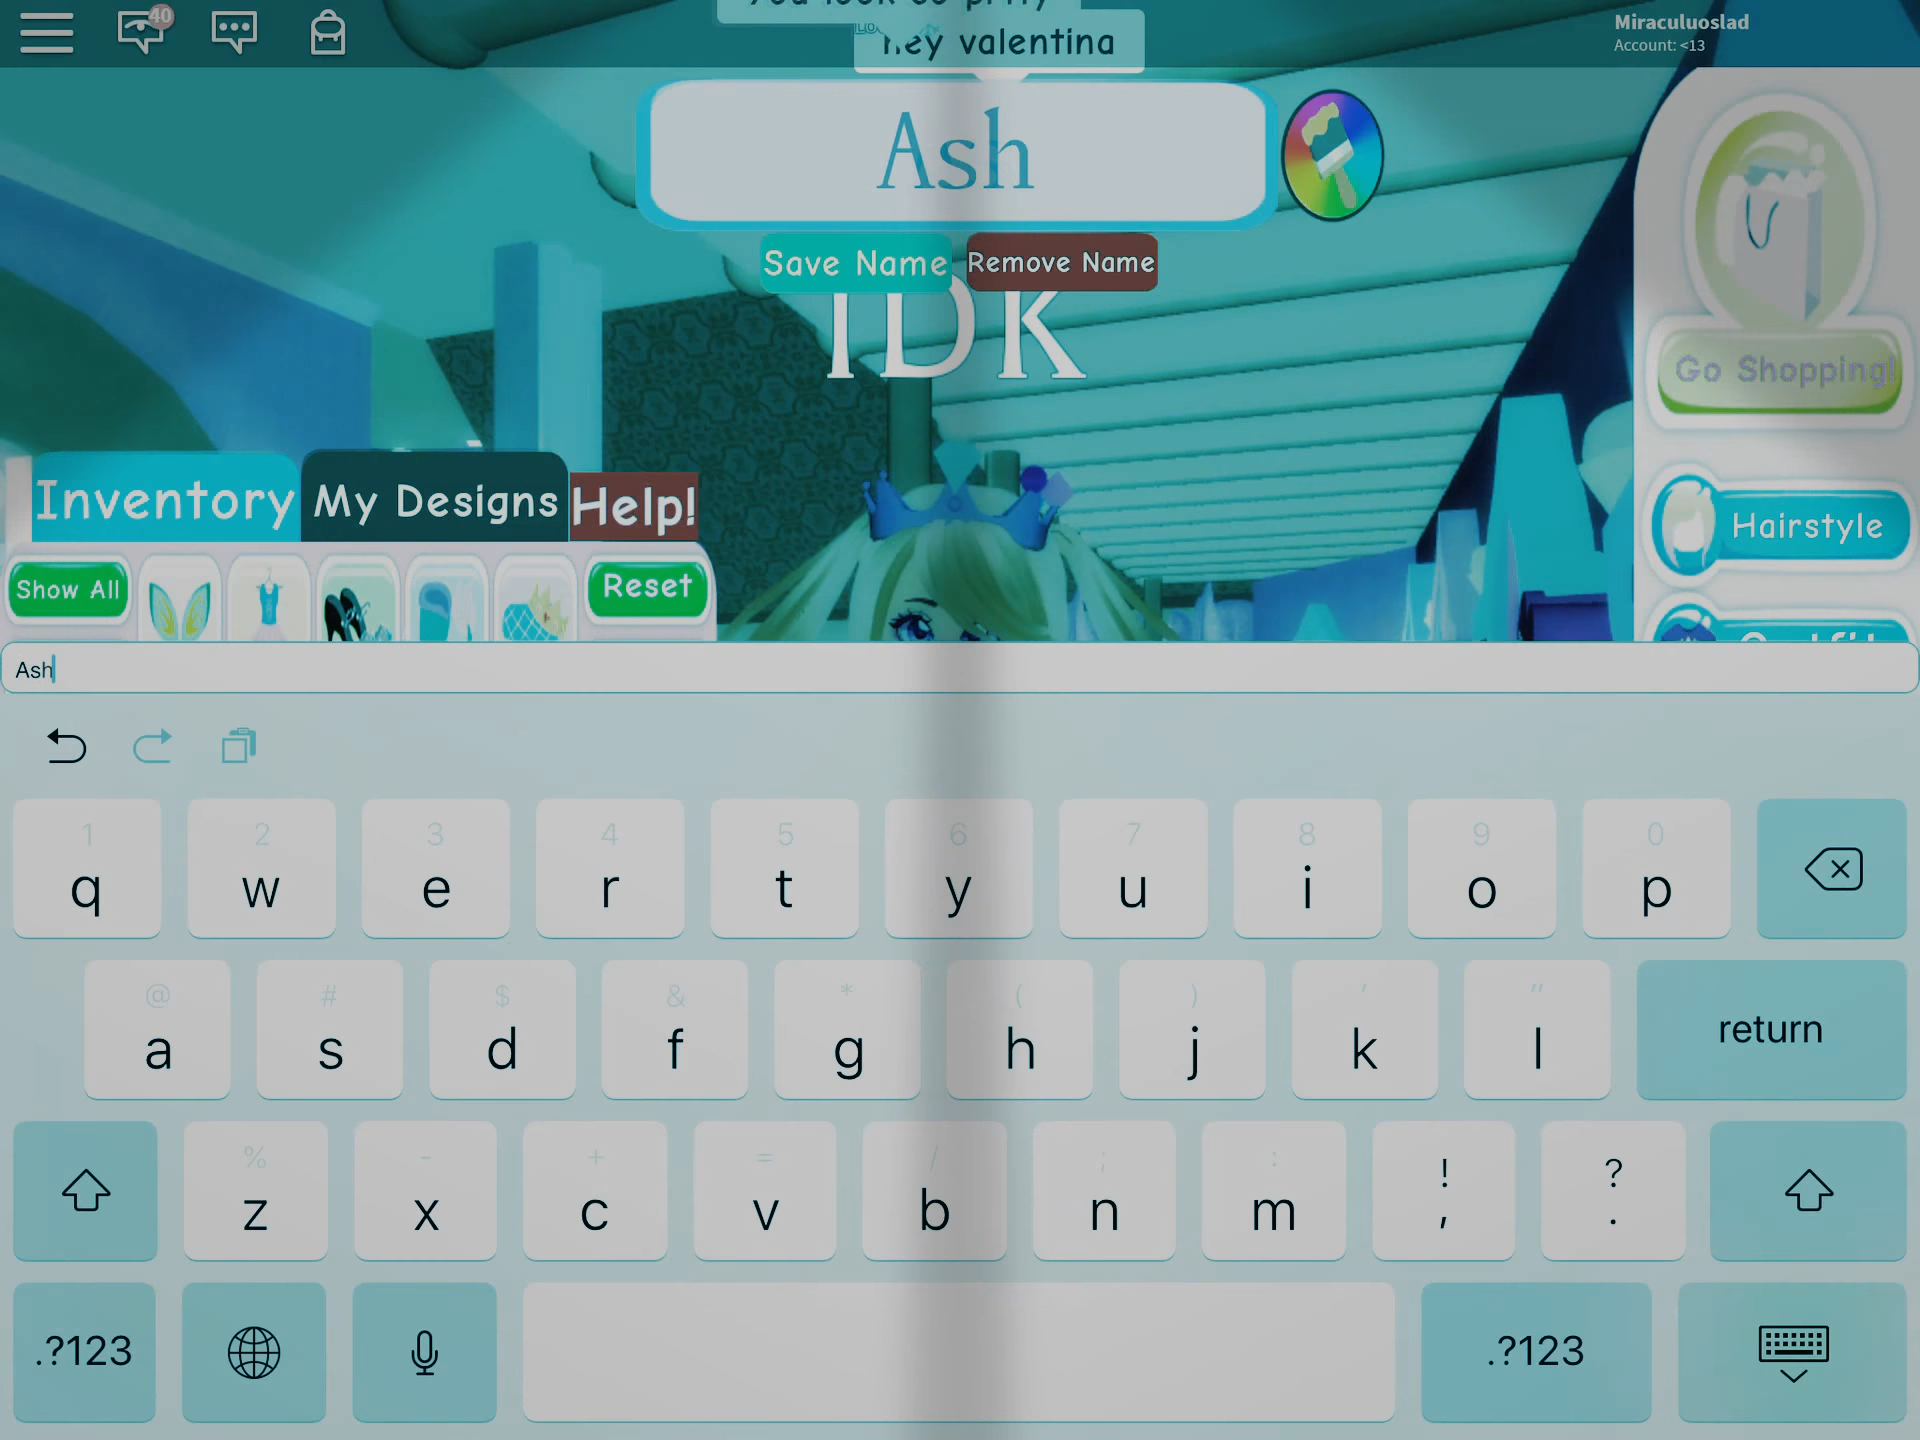 40
Miraculuoslad
Account: <13
hey valentina
Ash
Save Name
Remove Name
IDK
Go Shopping!
Inventory
My Designs
Help!
Hairstyle
Show All
Reset
Ash
1 2 3 4 5 6 7 8 9 0
q w e r t y u i o p
@ # $ & * ( ) ' "
a s d f g h j k l
return
% - + = / ; : ! ?
z x c v b n m , .
.?123
.?123